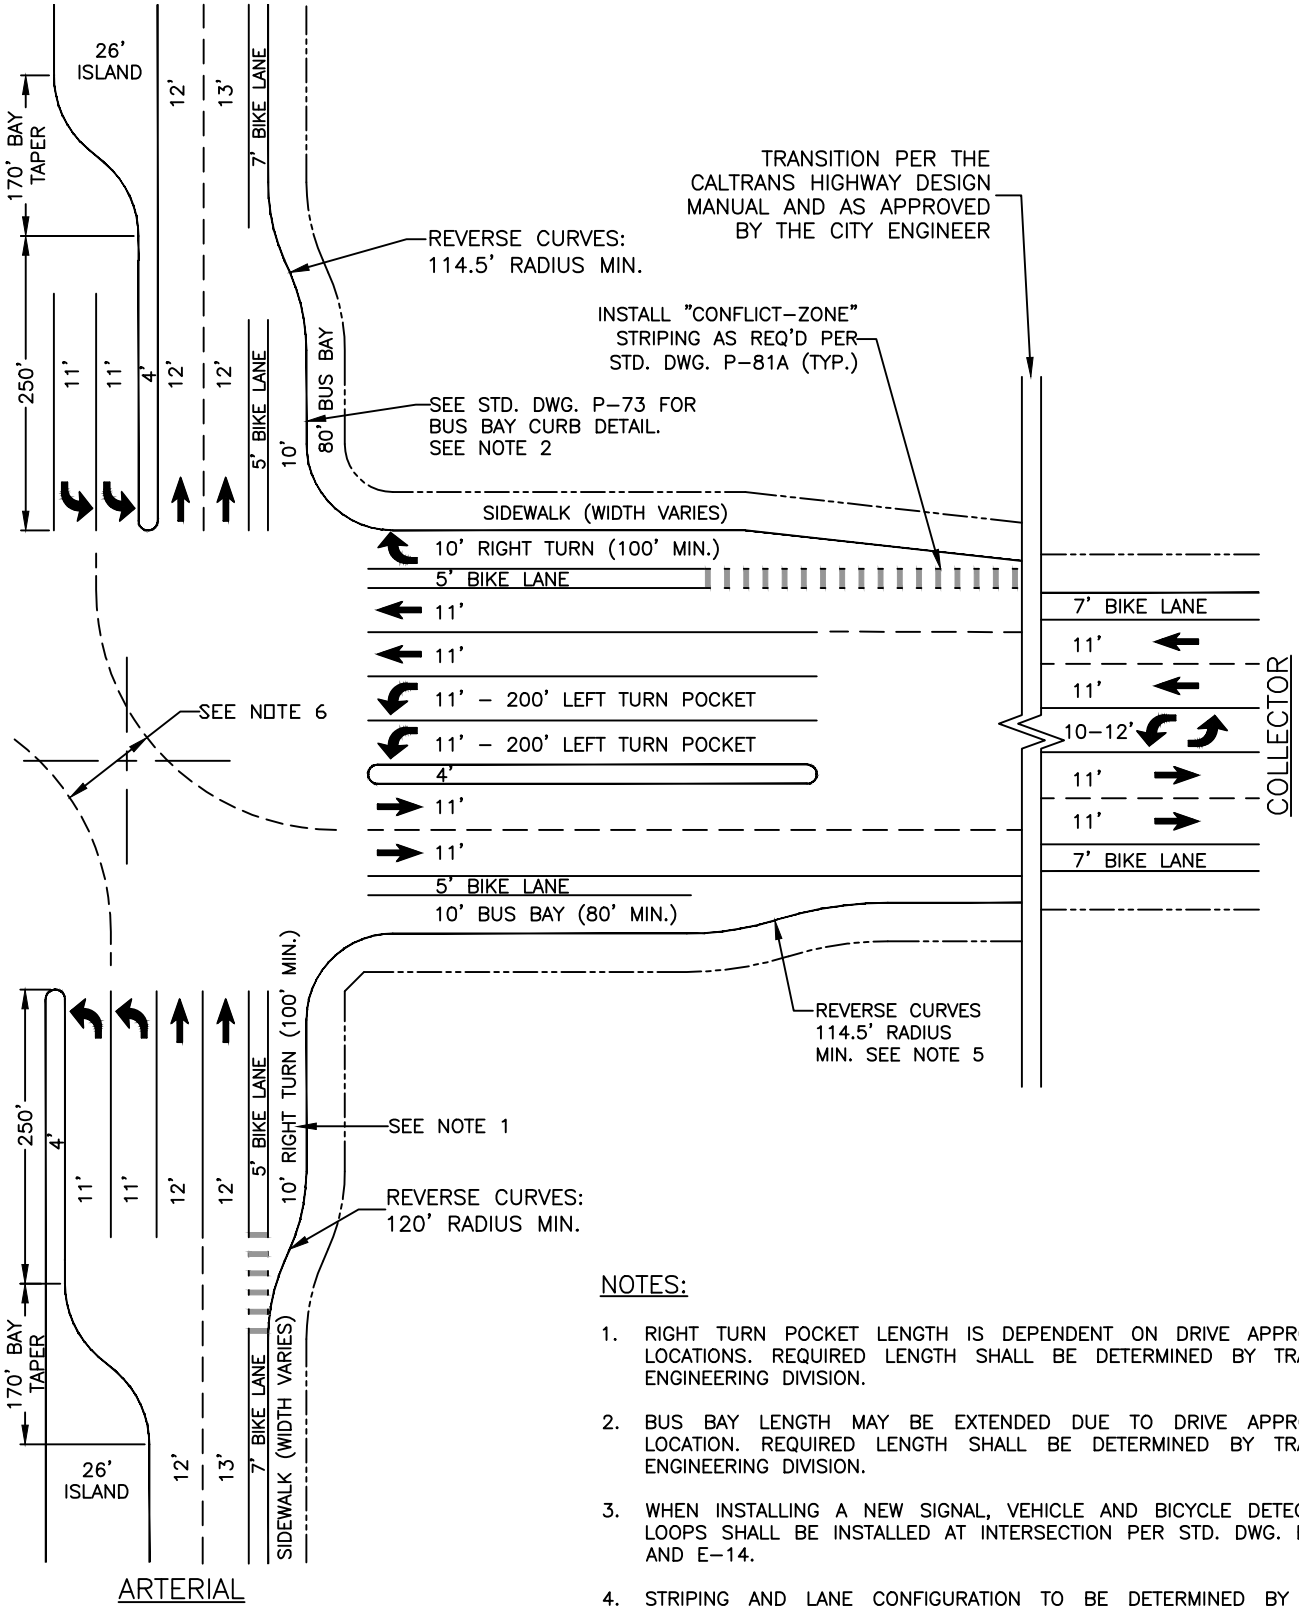 26'
ISLAND
12'
13'
7' BIKE LANE
170' BAY
TAPER
TRANSITION PER THE
CALTRANS HIGHWAY DESIGN
MANUAL AND AS APPROVED
BY THE CITY ENGINEER
REVERSE CURVES:
114.5' RADIUS MIN.
INSTALL "CONFLICT-ZONE"
STRIPING AS REQ'D PER
STD. DWG. P-81A (TYP.)
250'
11'
11'
4'
12'
12'
5' BIKE LANE
10'
80' BUS BAY
SEE STD. DWG. P-73 FOR
BUS BAY CURB DETAIL.
SEE NOTE 2
SIDEWALK (WIDTH VARIES)
10' RIGHT TURN (100' MIN.)
5' BIKE LANE
11'
11'
11' - 200' LEFT TURN POCKET
11' - 200' LEFT TURN POCKET
4'
11'
11'
5' BIKE LANE
10' BUS BAY (80' MIN.)
7' BIKE LANE
11'
11'
10-12'
11'
11'
7' BIKE LANE
COLLECTOR
SEE NOTE 6
REVERSE CURVES
114.5' RADIUS
MIN. SEE NOTE 5
250'
4'
11'
11'
12'
12'
5' BIKE LANE
10' RIGHT TURN (100' MIN.)
SEE NOTE 1
REVERSE CURVES:
120' RADIUS MIN.
170' BAY
TAPER
26'
ISLAND
12'
13'
7' BIKE LANE
SIDEWALK (WIDTH VARIES)
ARTERIAL
NOTES:
1. RIGHT TURN POCKET LENGTH IS DEPENDENT ON DRIVE
LOCATIONS. REQUIRED LENGTH SHALL BE DETERMINED BY
ENGINEERING DIVISION.
2. BUS BAY LENGTH MAY BE EXTENDED DUE TO DRIVE
LOCATION. REQUIRED LENGTH SHALL BE DETERMINED BY
ENGINEERING DIVISION.
3. WHEN INSTALLING A NEW SIGNAL, VEHICLE AND BICYCLE
LOOPS SHALL BE INSTALLED AT INTERSECTION PER STD. DWG.
AND E-14.
4. STRIPING AND LANE CONFIGURATION TO BE DETERMINED BY